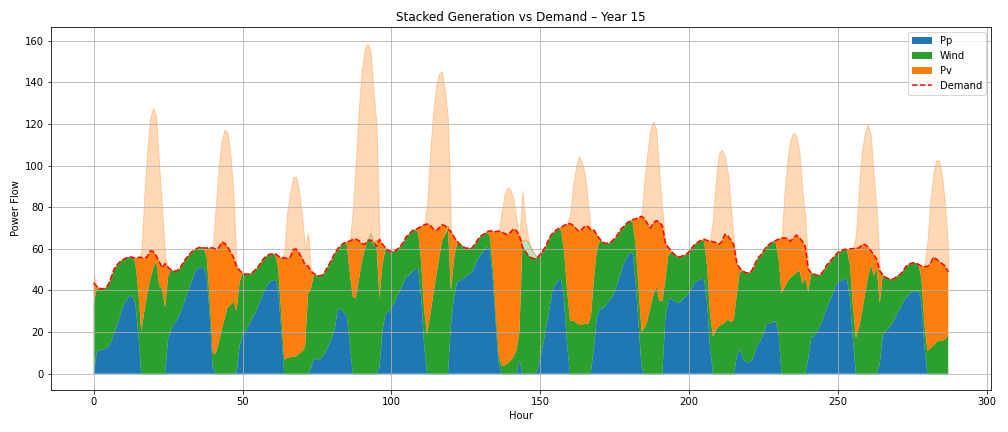 Stacked Generation vs Demand – Year 15
Power Flow
160
140
120
100
80
60
40
20
0
0 50 100 150 200 250 300
Hour
Pp
Wind
Pv
Demand